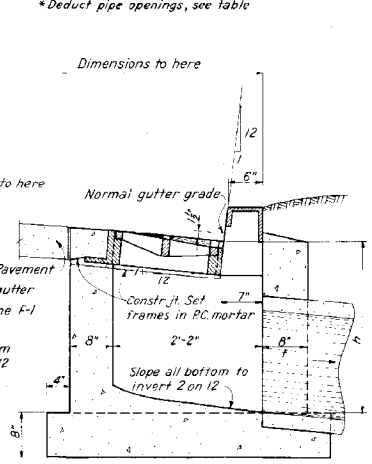 * Deduct pipe openings, see table
Dimensions to here
12
6"
to here
Normal gutter grade
1½"
Pavement
gutter
ne F-1
1
12
Constr. jt. Set
frames in P.C. mortar
7"
8"
2'-2"
8"
h
12
4"
Slope all bottom to
invert 2 on 12
8"